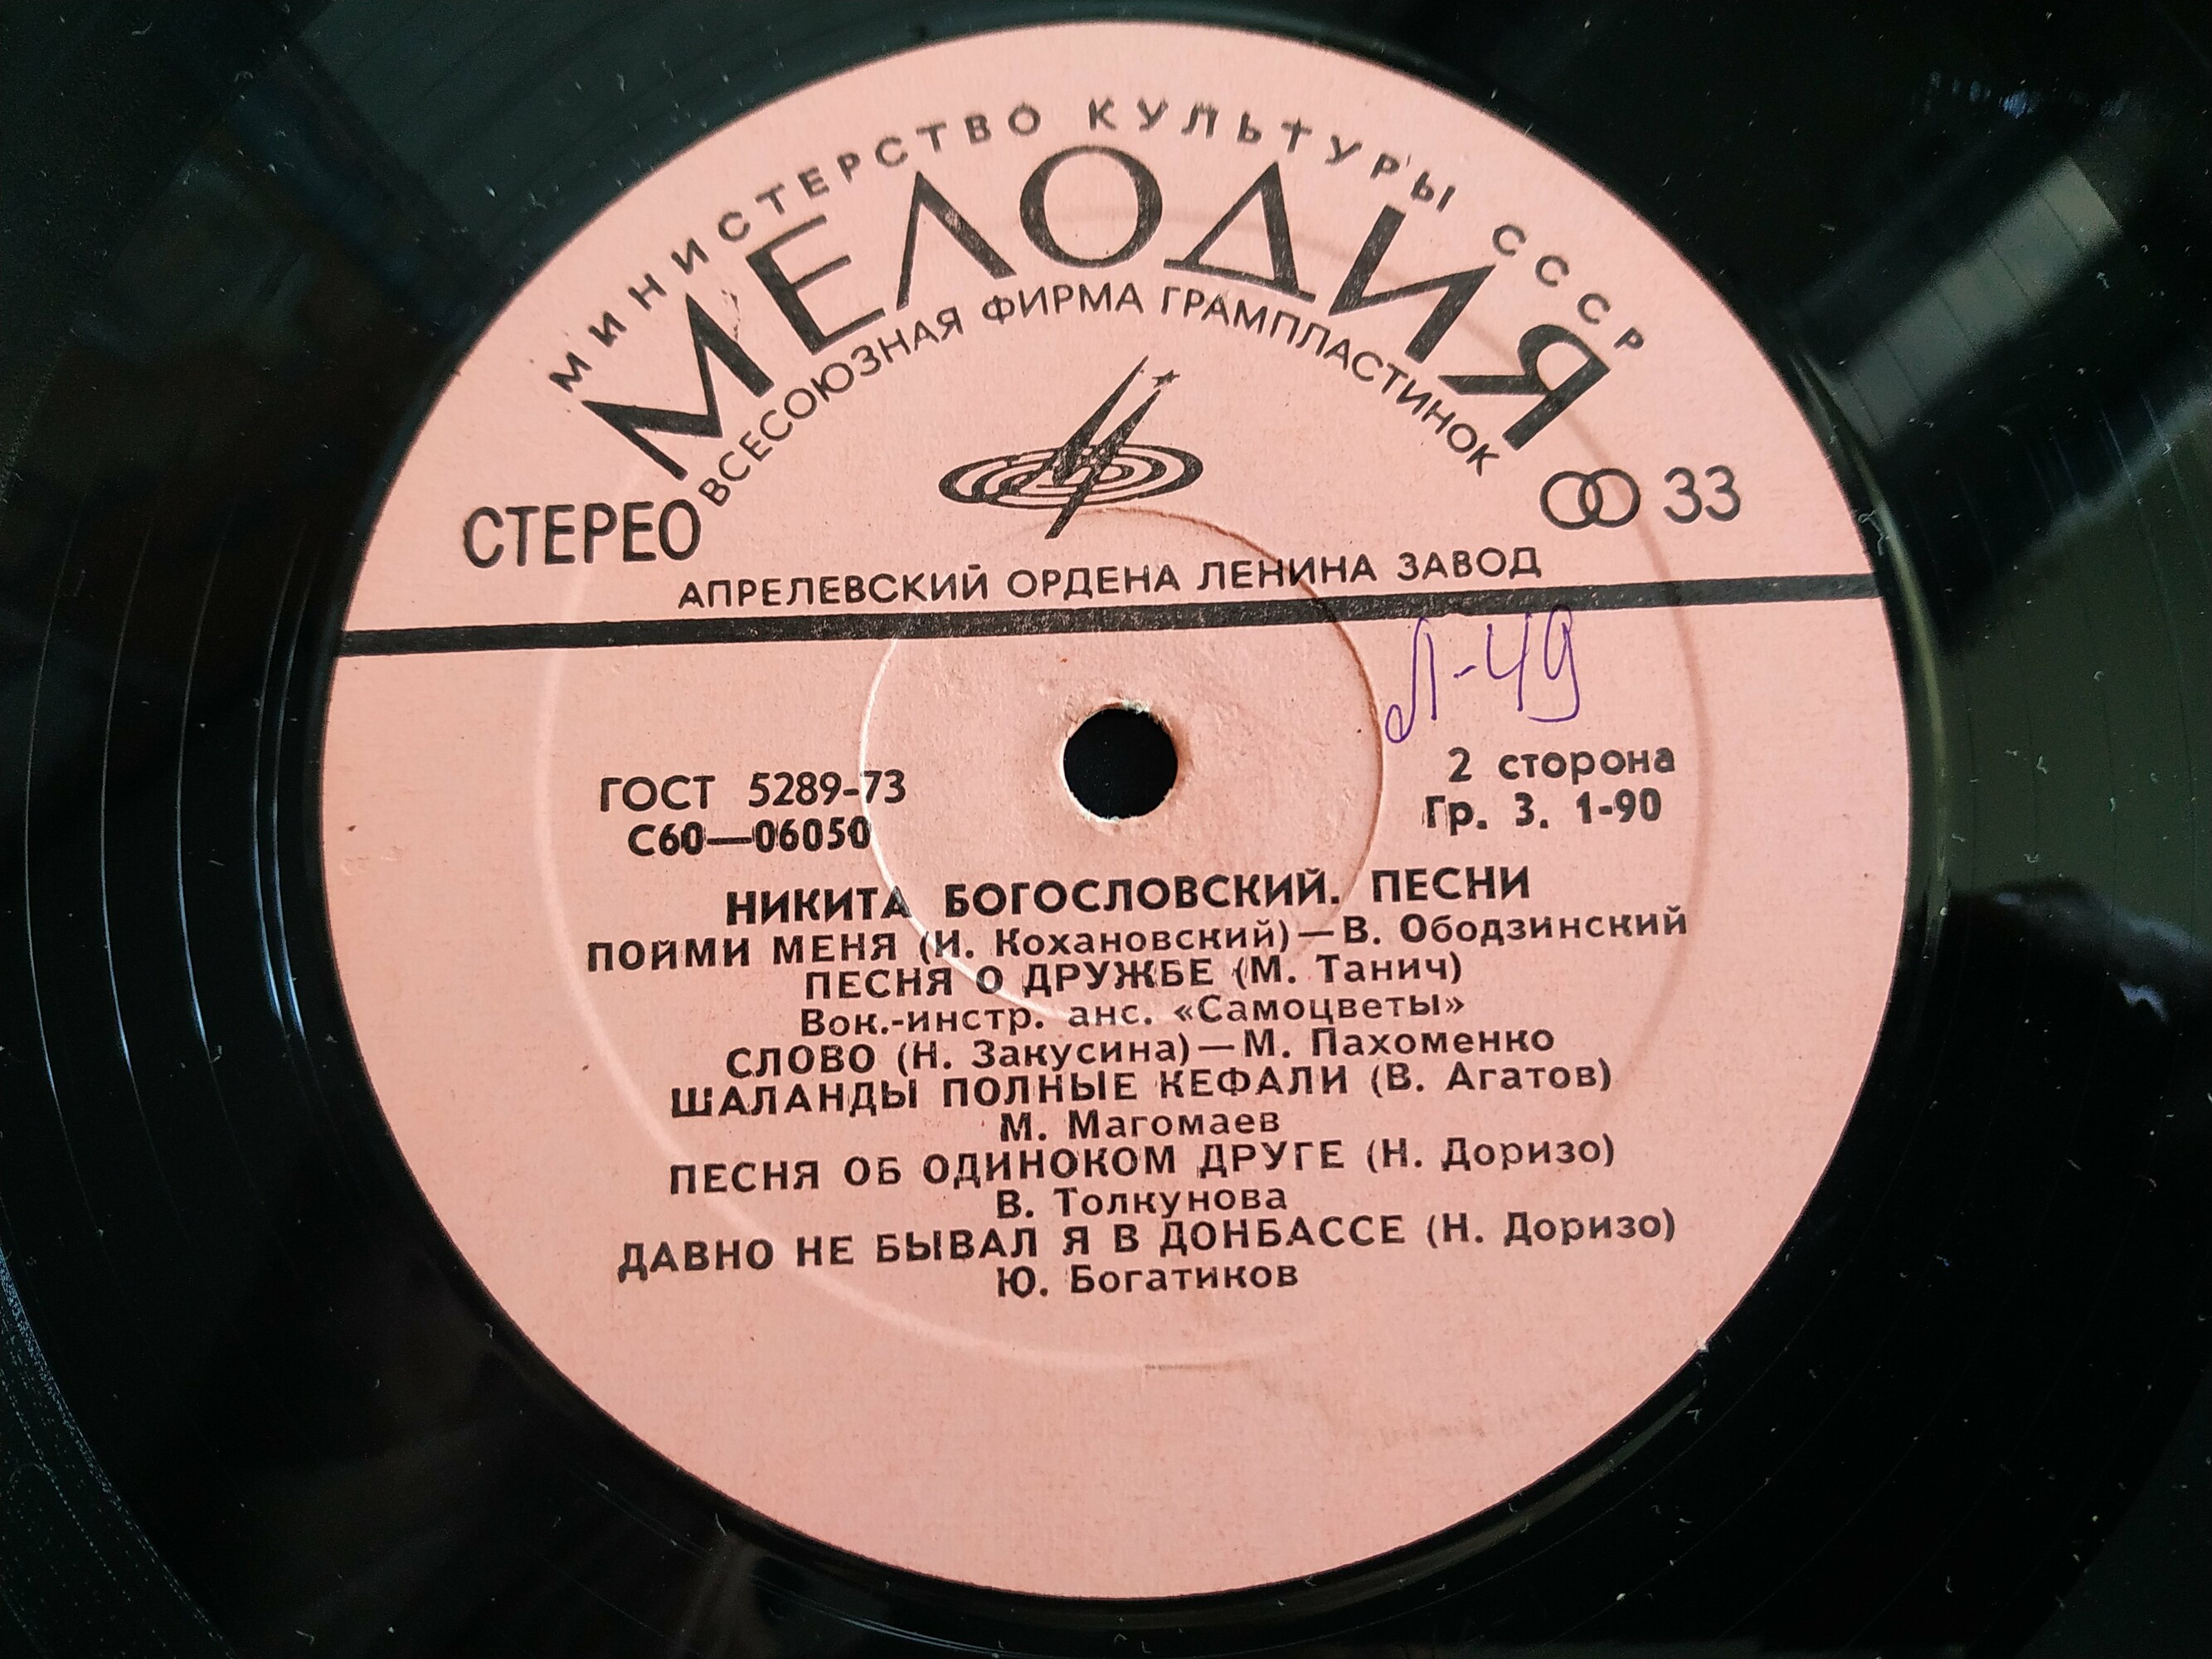 МИНИСТЕРСТВО КУЛЬТУРЫ СССР
МЕЛОДИЯ
ВСЕСОЮЗНАЯ ФИРМА ГРАМПЛАСТИНОК
СТЕРЕО
33
АПРЕЛЕВСКИЙ ОРДЕНА ЛЕНИНА ЗАВОД
Л-49
ГОСТ 5289-73
2 сторона
С60—06050
Гр. 3. 1-90
НИКИТА БОГОСЛОВСКИЙ. ПЕСНИ
ПОЙМИ МЕНЯ (И. Кохановский)—В. Ободзинский
ПЕСНЯ О ДРУЖБЕ (М. Танич)
Вок.-инстр. анс. «Самоцветы»
СЛОВО (Н. Закусина)—М. Пахоменко
ШАЛАНДЫ ПОЛНЫЕ КЕФАЛИ (В. Агатов)
М. Магомаев
ПЕСНЯ ОБ ОДИНОКОМ ДРУГЕ (Н. Доризо)
В. Толкунова
ДАВНО НЕ БЫВАЛ Я В ДОНБАССЕ (Н. Доризо)
Ю. Богатиков